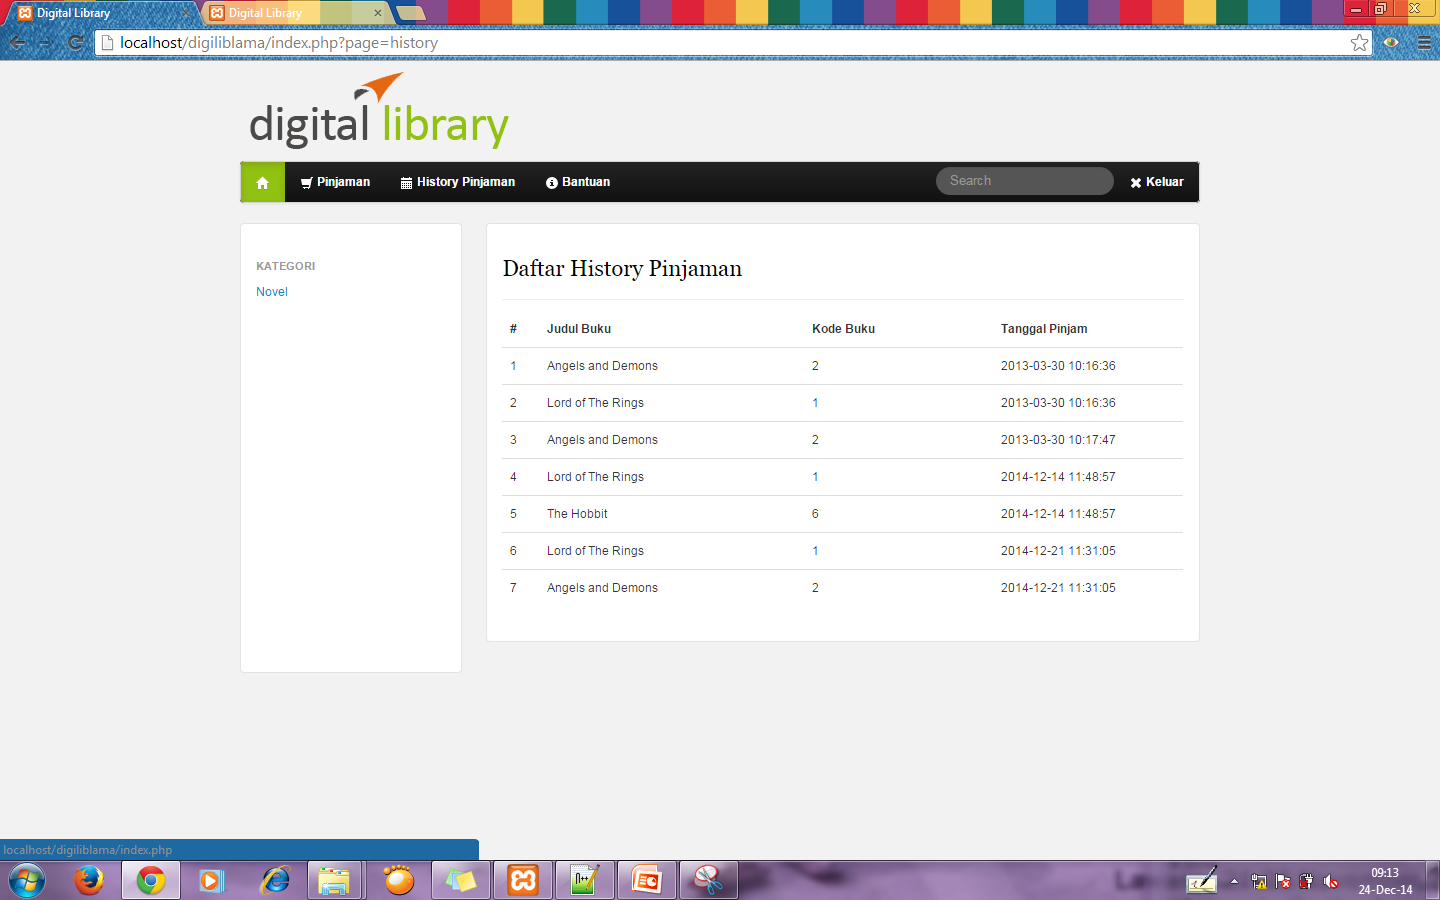 Digital Library
Digital Library
localhost/digiliblama/index.php?page=history
digital library
Pinjaman
History Pinjaman
Bantuan
Search
Keluar
KATEGORI
Novel
Daftar History Pinjaman
# Judul Buku Kode Buku Tanggal Pinjam
1 Angels and Demons 2 2013-03-30 10:16:36
2 Lord of The Rings 1 2013-03-30 10:16:36
3 Angels and Demons 2 2013-03-30 10:17:47
4 Lord of The Rings 1 2014-12-14 11:48:57
5 The Hobbit 6 2014-12-14 11:48:57
6 Lord of The Rings 1 2014-12-21 11:31:05
7 Angels and Demons 2 2014-12-21 11:31:05
localhost/digiliblama/index.php
09:13
24-Dec-14